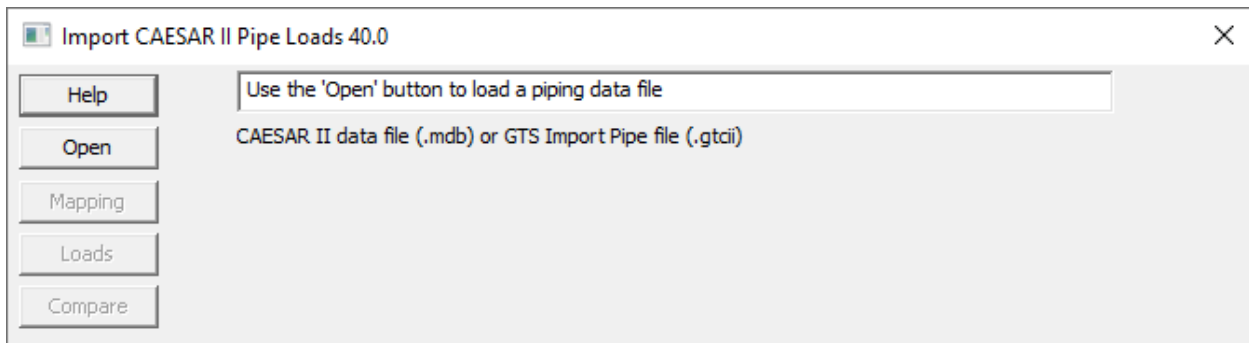 Import CAESAR II Pipe Loads 40.0
Help
Use the 'Open' button to load a piping data file
Open
CAESAR II data file (.mdb) or GTS Import Pipe file (.gtcii)
Mapping
Loads
Compare